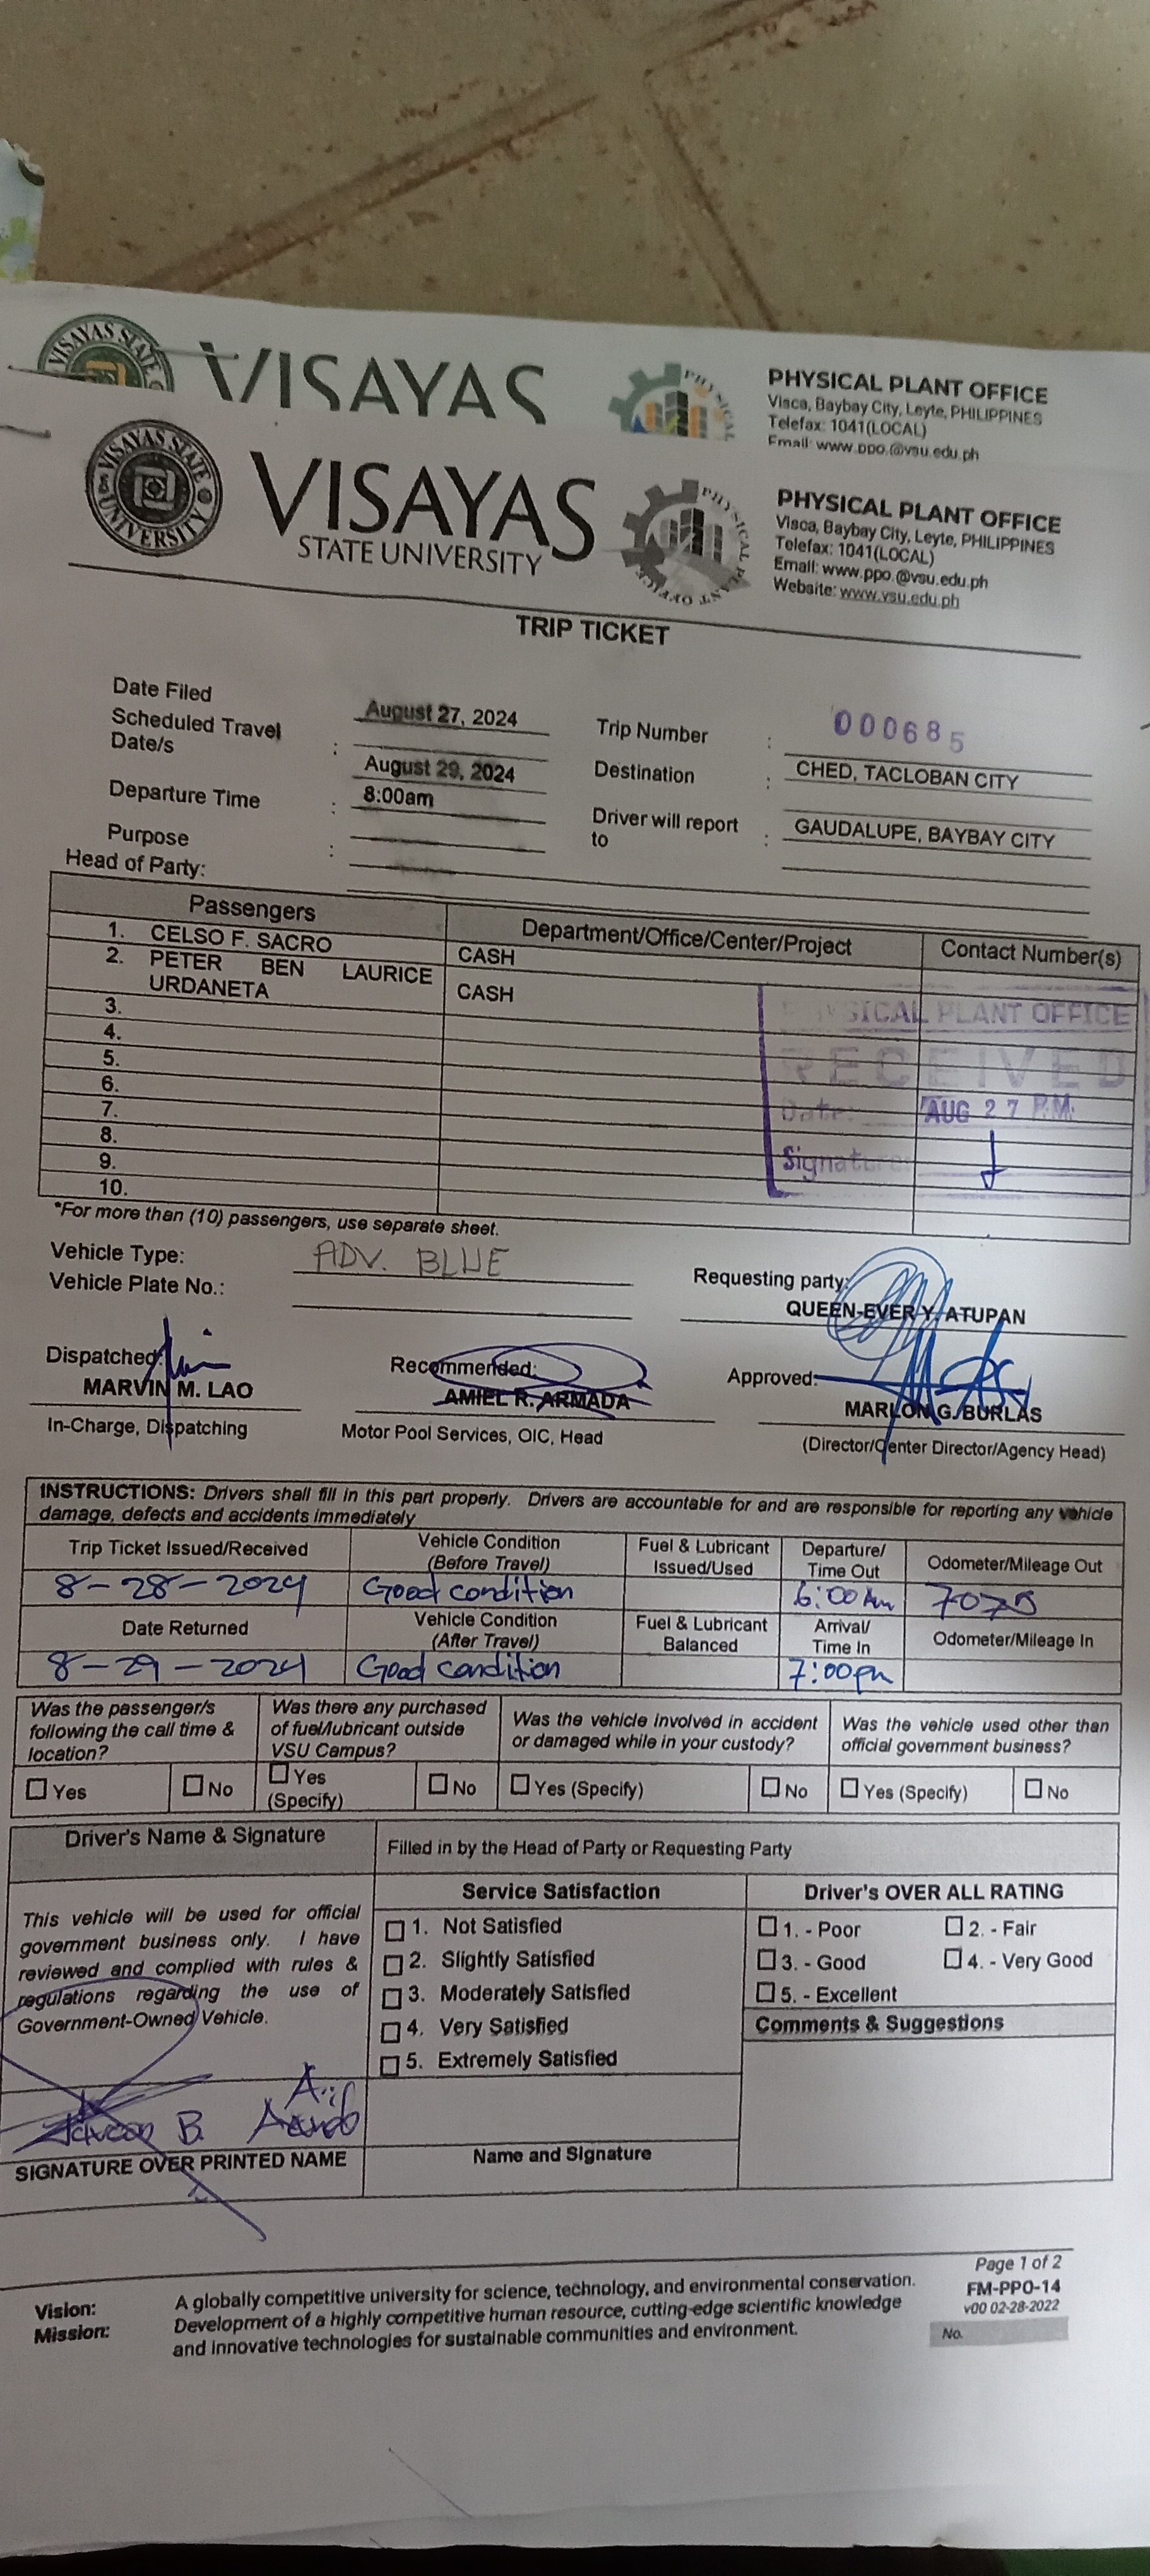 VISAYAS STATE U
VISAYAS
PHYSICAL
PHYSICAL PLANT OFFICE
Visca, Baybay City, Leyte, PHILIPPINES
Telefax: 1041(LOCAL)
Email: www.ppo.@vsu.edu.ph
VISAYAS STATE UNIVERSITY
VISAYAS
STATE UNIVERSITY
PHYSICAL PLANT OFFICE
PHYSICAL PLANT OFFICE
Visca, Baybay City, Leyte, PHILIPPINES
Telefax: 1041(LOCAL)
Email: www.ppo.@vsu.edu.ph
Website: www.vsu.edu.ph
TRIP TICKET
Date Filed August 27, 2024 Trip Number : 000685
Scheduled Travel Date/s : August 29, 2024 Destination : CHED, TACLOBAN CITY
Departure Time : 8:00am Driver will report to : GAUDALUPE, BAYBAY CITY
Purpose :
Head of Party:
Passengers Department/Office/Center/Project Contact Number(s)
1. CELSO F. SACRO CASH
2. PETER BEN LAURICE URDANETA CASH
3.
4.
5.
6.
7.
8.
9.
10.
PHYSICAL PLANT OFFICE
RECEIVED
Date: AUG 27 P.M.
Signature:
*For more than (10) passengers, use separate sheet.
Vehicle Type: ADV. BLUE
Vehicle Plate No.:
Requesting party:
QUEEN-EVER Y. ATUPAN
Dispatched: Recommended: Approved:
MARVIN M. LAO AMIEL R. ARMADA MARLON G. BURLAS
In-Charge, Dispatching Motor Pool Services, OIC, Head (Director/Center Director/Agency Head)
INSTRUCTIONS: Drivers shall fill in this part properly. Drivers are accountable for and are responsible for reporting any vehicle
damage, defects and accidents immediately
Trip Ticket Issued/Received Vehicle Condition (Before Travel) Fuel & Lubricant Issued/Used Departure/ Time Out Odometer/Mileage Out
8-28-2024 Good condition 6:00 Am
Date Returned Vehicle Condition (After Travel) Fuel & Lubricant Balanced Arrival/ Time In Odometer/Mileage In
8-29-2024 Good condition 7:00pm
Was the passenger/s following the call time & location? Was there any purchased of fuel/lubricant outside VSU Campus? Was the vehicle involved in accident or damaged while in your custody? Was the vehicle used other than official government business?
Yes No Yes (Specify) No Yes (Specify) No Yes (Specify) No
Driver's Name & Signature Filled in by the Head of Party or Requesting Party
Service Satisfaction Driver's OVER ALL RATING
This vehicle will be used for official
government business only. I have
reviewed and complied with rules &
regulations regarding the use of
Government-Owned Vehicle.
1. Not Satisfied
2. Slightly Satisfied
3. Moderately Satisfied
4. Very Satisfied
5. Extremely Satisfied
1. - Poor 2. - Fair
3. - Good 4. - Very Good
5. - Excellent
Comments & Suggestions
B.
SIGNATURE OVER PRINTED NAME Name and Signature
Page 1 of 2
FM-PPO-14
v00 02-28-2022
No.
Vision: A globally competitive university for science, technology, and environmental conservation.
Mission: Development of a highly competitive human resource, cutting-edge scientific knowledge
and innovative technologies for sustainable communities and environment.